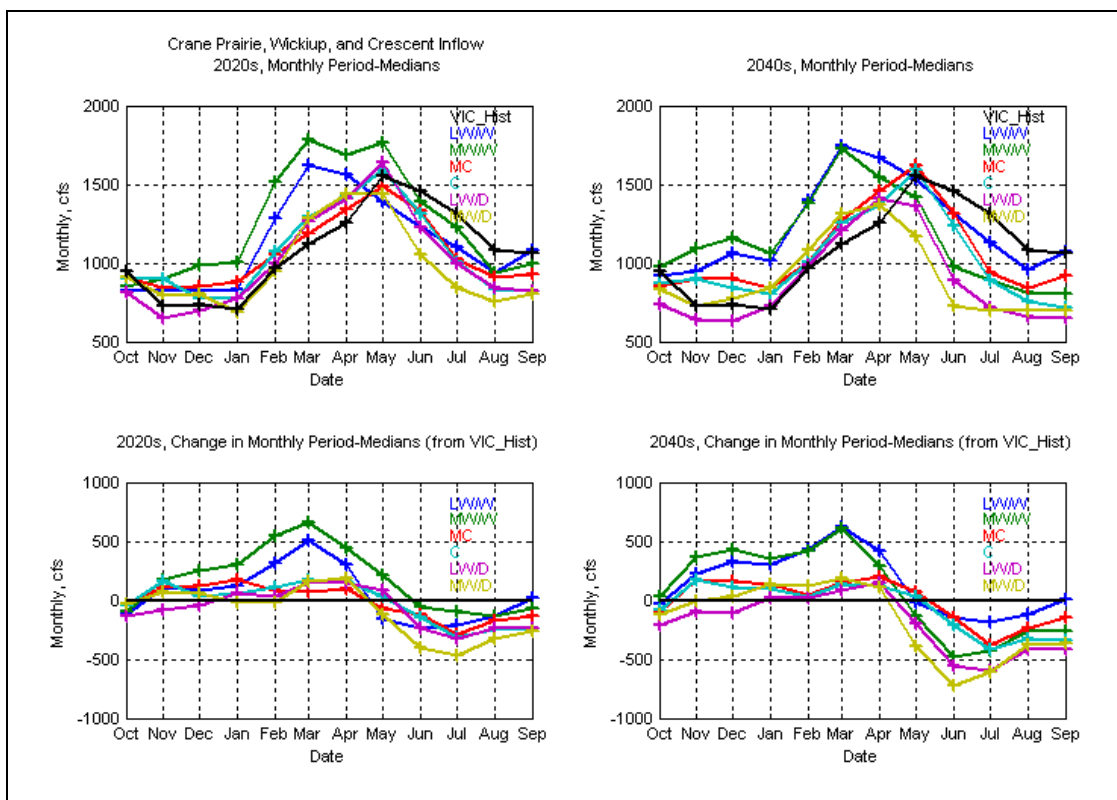 Crane Prairie, Wickiup, and Crescent Inflow
2020s, Monthly Period-Medians
2000
1500
1000
500
Monthly, cfs
VIC_Hist
LW/W
MW/W
MC
C
LW/D
MW/D
Oct Nov Dec Jan Feb Mar Apr May Jun Jul Aug Sep
Date
2040s, Monthly Period-Medians
2000
1500
1000
500
Monthly, cfs
VIC_Hist
LW/W
MW/W
MC
C
LW/D
MW/D
Oct Nov Dec Jan Feb Mar Apr May Jun Jul Aug Sep
Date
2020s, Change in Monthly Period-Medians (from VIC_Hist)
1000
500
0
-500
-1000
Monthly, cfs
LW/W
MW/W
MC
C
LW/D
MW/D
Oct Nov Dec Jan Feb Mar Apr May Jun Jul Aug Sep
Date
2040s, Change in Monthly Period-Medians (from VIC_Hist)
1000
500
0
-500
-1000
Monthly, cfs
LW/W
MW/W
MC
C
LW/D
MW/D
Oct Nov Dec Jan Feb Mar Apr May Jun Jul Aug Sep
Date